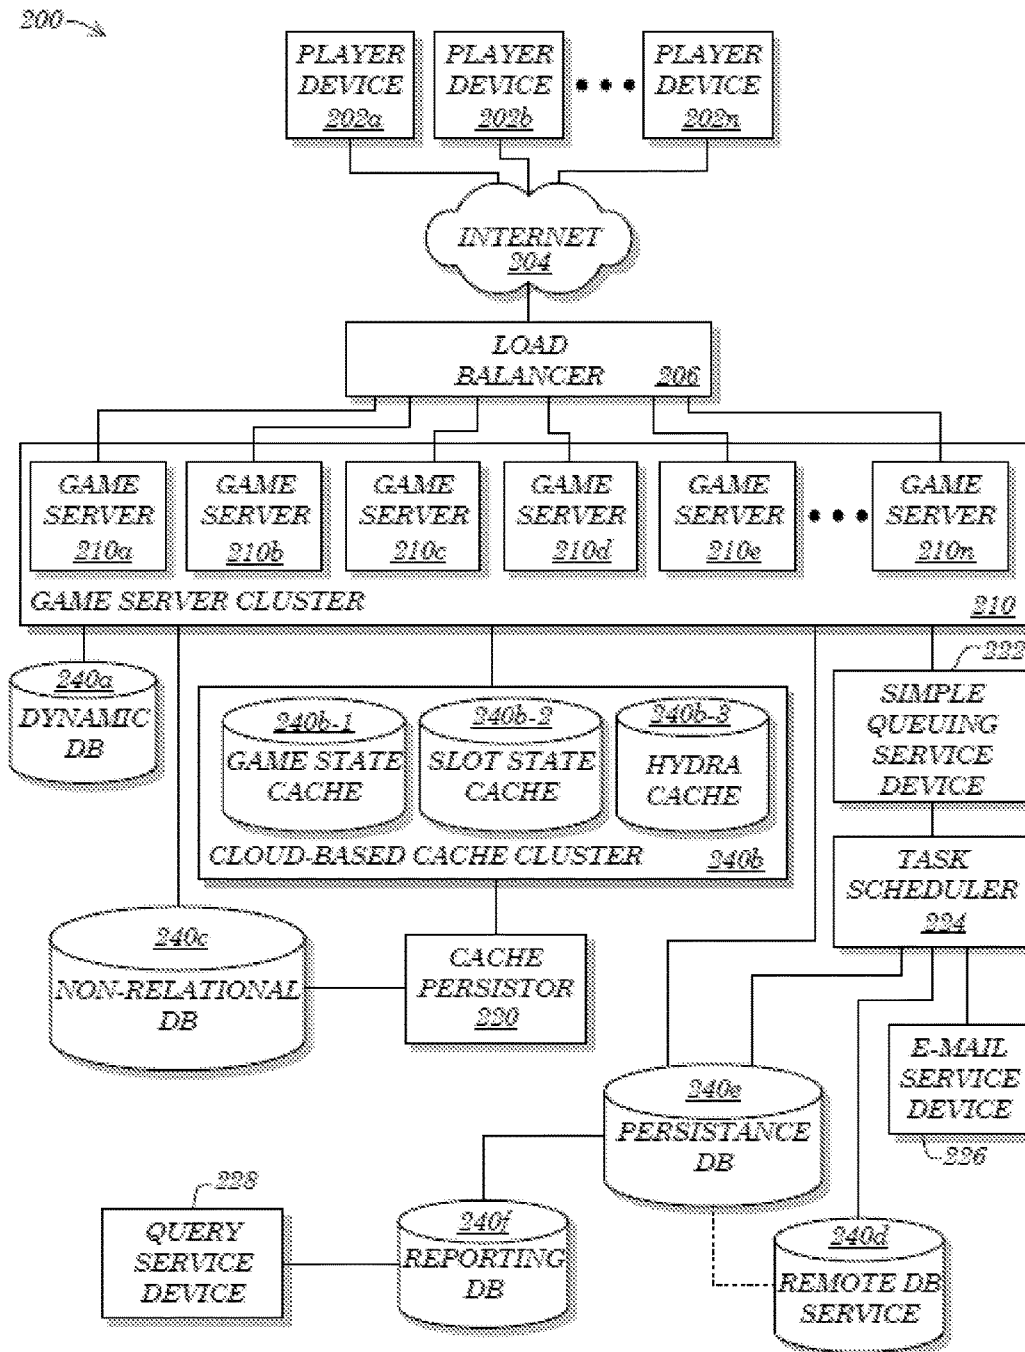 200
PLAYER
DEVICE
202a
PLAYER
DEVICE
202b
PLAYER
DEVICE
202n
INTERNET
204
LOAD
BALANCER
206
GAME
SERVER
210a
GAME
SERVER
210b
GAME
SERVER
210c
GAME
SERVER
210d
GAME
SERVER
210e
GAME
SERVER
210n
GAME SERVER CLUSTER
210
240a
DYNAMIC
DB
240b-1
GAME STATE
CACHE
240b-2
SLOT STATE
CACHE
240b-3
HYDRA
CACHE
CLOUD-BASED CACHE CLUSTER
240b
222
SIMPLE
QUEUING
SERVICE
DEVICE
TASK
SCHEDULER
224
240c
NON-RELATIONAL
DB
CACHE
PERSISTOR
220
E-MAIL
SERVICE
DEVICE
226
240e
PERSISTANCE
DB
228
QUERY
SERVICE
DEVICE
240f
REPORTING
DB
240d
REMOTE DB
SERVICE